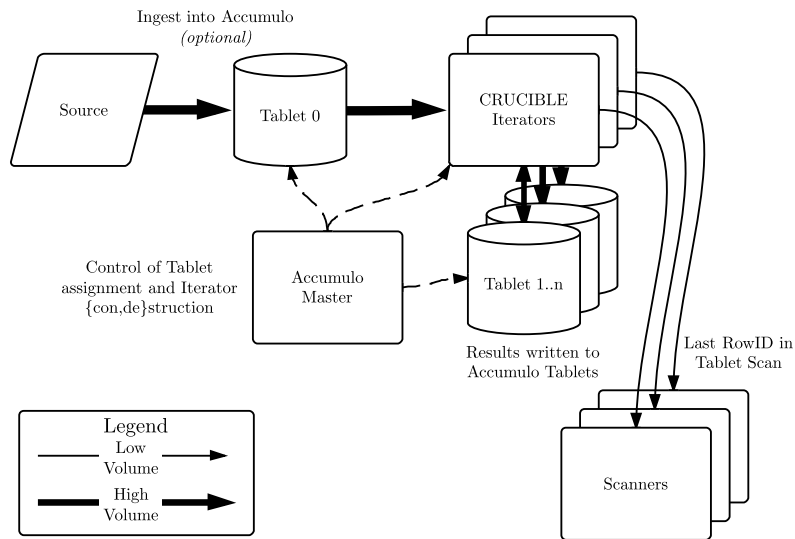 Ingest into Accumulo
(optional)
Source
Tablet 0
CRUCIBLE
Iterators
Control of Tablet
assignment and Iterator
{con,de}struction
Accumulo
Master
Tablet 1..n
Results written to
Accumulo Tablets
Last RowID in
Tablet Scan
Legend
Low
Volume
High
Volume
Scanners